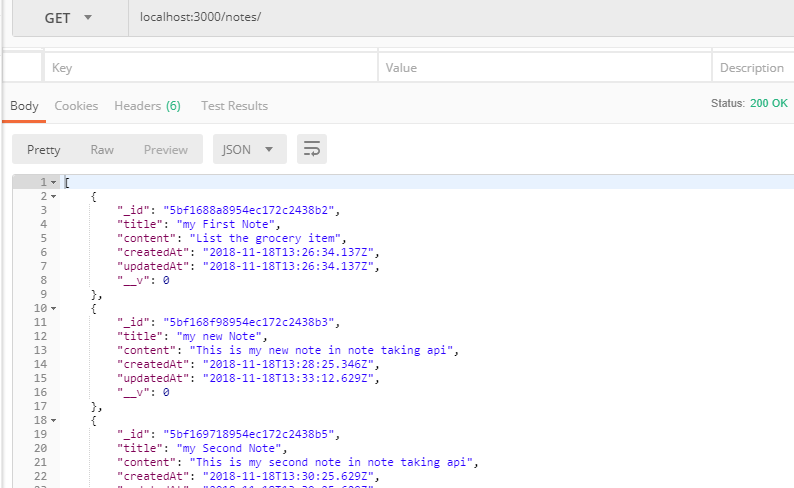 GET localhost:3000/notes/
Key Value Description
Body Cookies Headers (6) Test Results Status: 200 OK
Pretty Raw Preview JSON
1 [
2 {
3 "_id": "5bf1688a8954ec172c2438b2",
4 "title": "my First Note",
5 "content": "List the grocery item",
6 "createdAt": "2018-11-18T13:26:34.137Z",
7 "updatedAt": "2018-11-18T13:26:34.137Z",
8 "__v": 0
9 },
10 {
11 "_id": "5bf168f98954ec172c2438b3",
12 "title": "my new Note",
13 "content": "This is my new note in note taking api",
14 "createdAt": "2018-11-18T13:28:25.346Z",
15 "updatedAt": "2018-11-18T13:33:12.629Z",
16 "__v": 0
17 },
18 {
19 "_id": "5bf169718954ec172c2438b5",
20 "title": "my Second Note",
21 "content": "This is my second note in note taking api",
22 "createdAt": "2018-11-18T13:30:25.629Z",